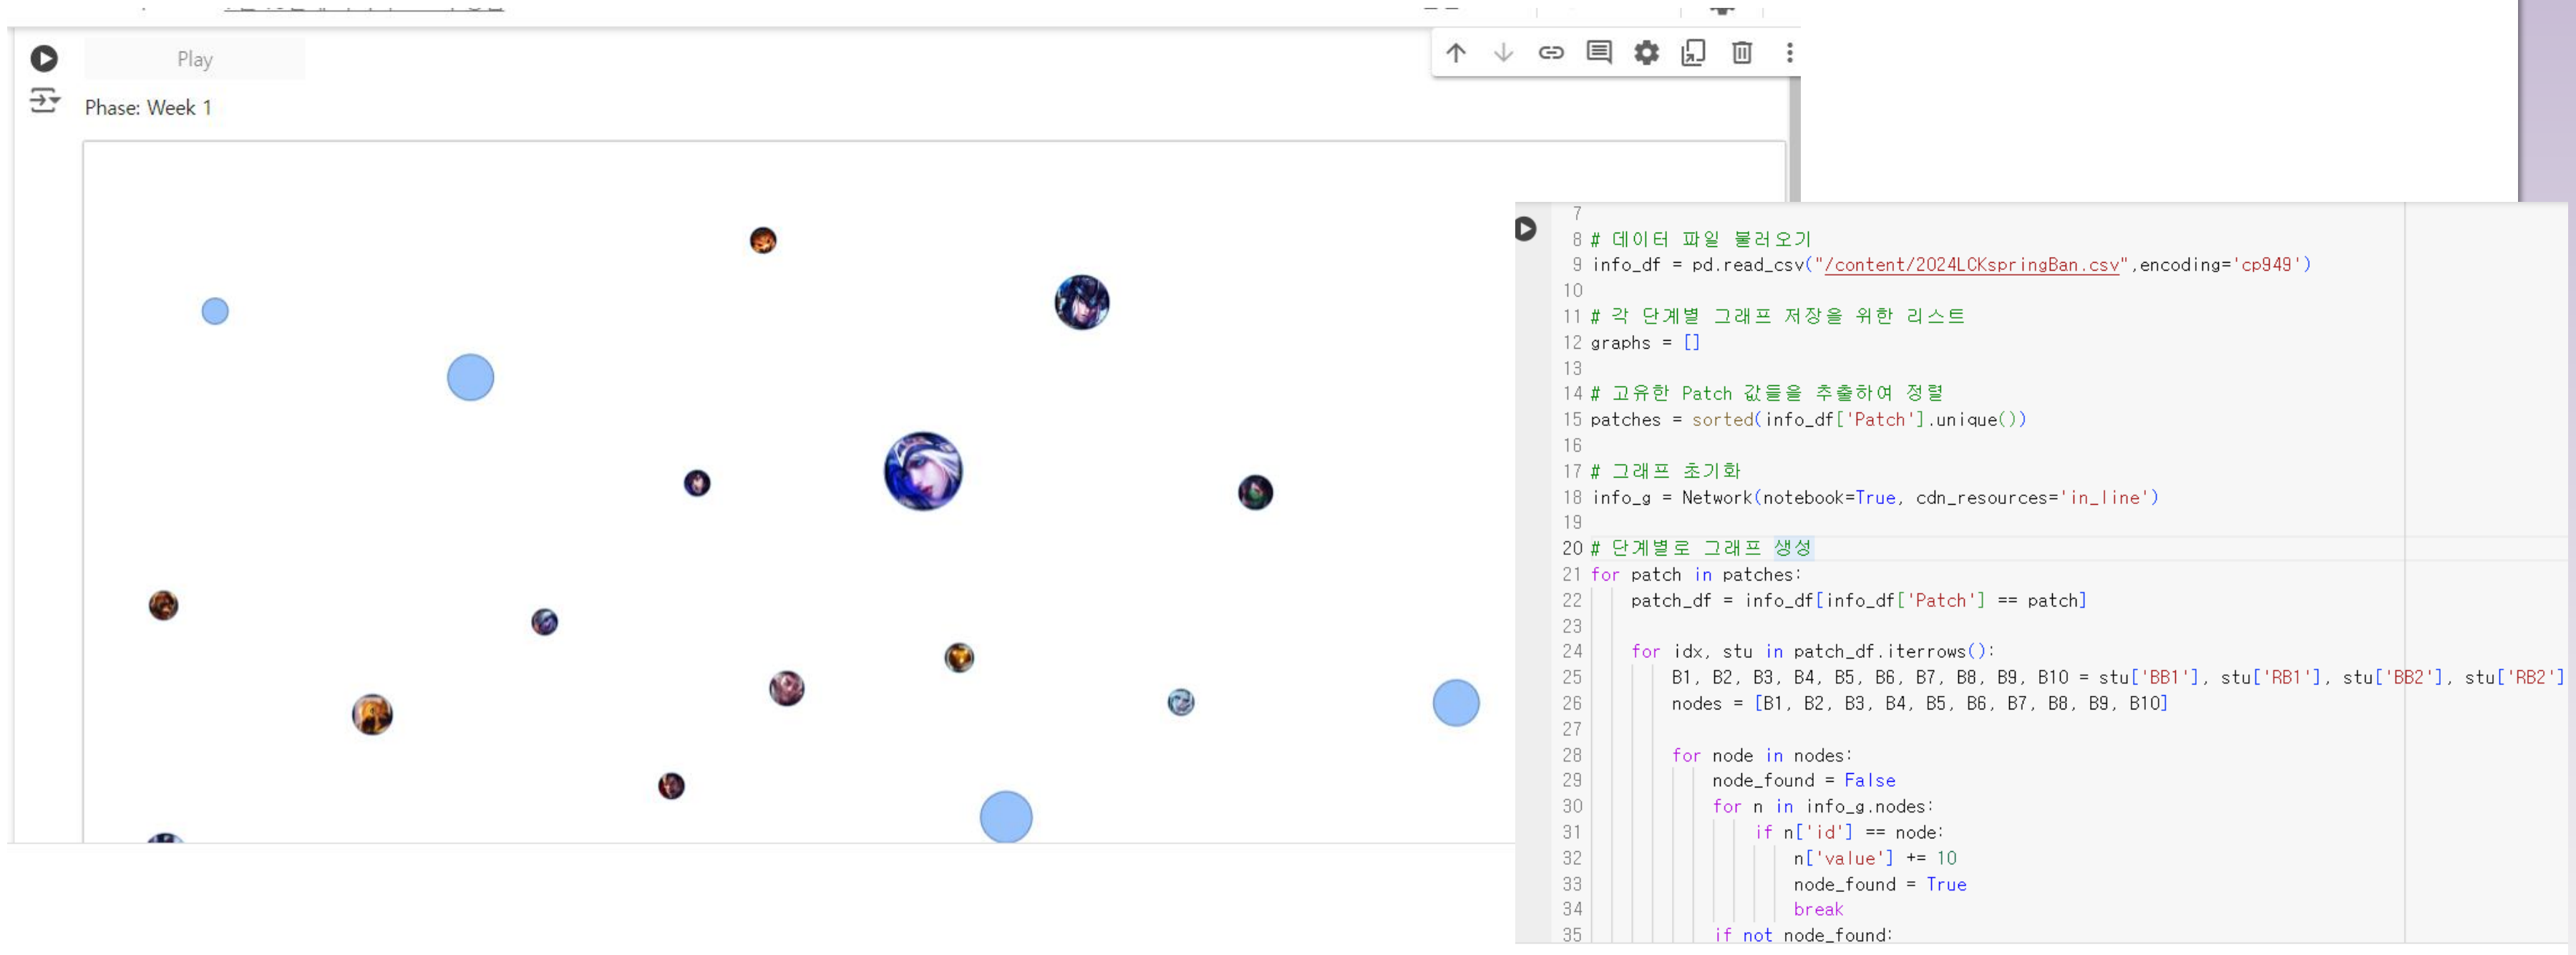 Play
Phase: Week 1
7
8 # 데이터 파일 불러오기
9 info_df = pd.read_csv("/content/2024LCKspringBan.csv",encoding='cp949')
10
11 # 각 단계별 그래프 저장을 위한 리스트
12 graphs = []
13
14 # 고유한 Patch 값들을 추출하여 정렬
15 patches = sorted(info_df['Patch'].unique())
16
17 # 그래프 초기화
18 info_g = Network(notebook=True, cdn_resources='in_line')
19
20 # 단계별로 그래프 생성
21 for patch in patches:
22 patch_df = info_df[info_df['Patch'] == patch]
23
24 for idx, stu in patch_df.iterrows():
25 B1, B2, B3, B4, B5, B6, B7, B8, B9, B10 = stu['BB1'], stu['RB1'], stu['BB2'], stu['RB2']
26 nodes = [B1, B2, B3, B4, B5, B6, B7, B8, B9, B10]
27
28 for node in nodes:
29 node_found = False
30 for n in info_g.nodes:
31 if n['id'] == node:
32 n['value'] += 10
33 node_found = True
34 break
35 if not node_found: